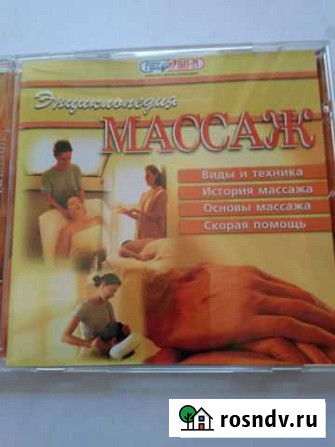 Энциклопедия
МАССАЖ
Виды и техника
История массажа
Основы массажа
Скорая помощь
rosndv.ru